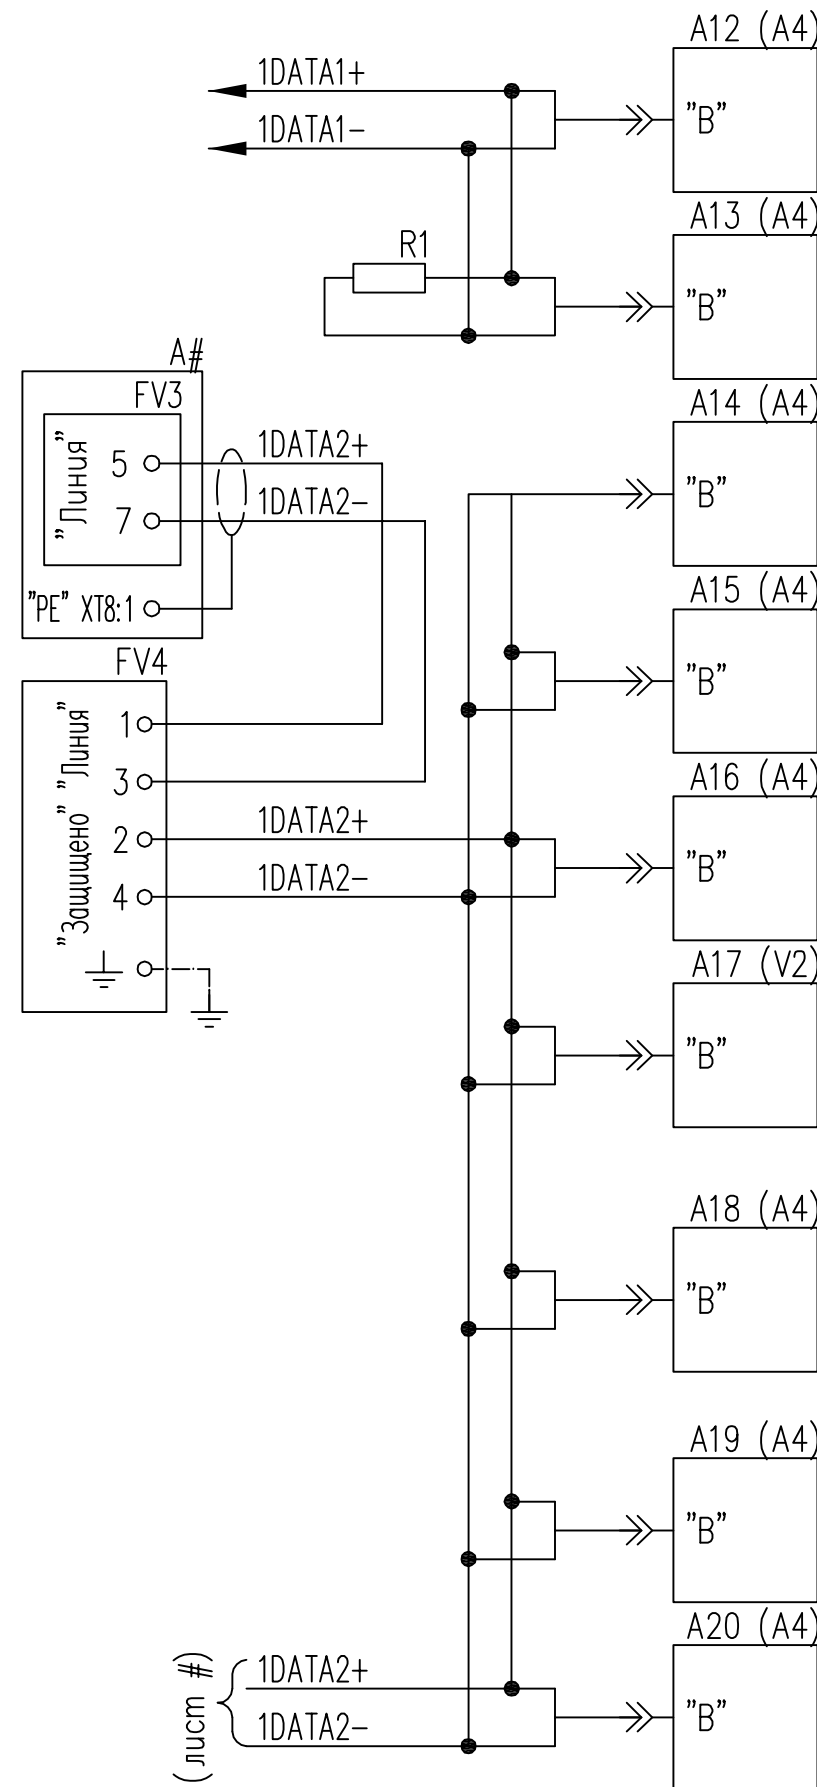 A12 (A4)
1DATA1+
"B"
1DATA1-
A13 (A4)
R1
"B"
A#
FV3
A14 (A4)
"Линия"
5
1DATA2+
"B"
7
1DATA2-
"PE" XT8:1
A15 (A4)
FV4
"B"
"Линия"
1
3
A16 (A4)
"Защищено"
2
1DATA2+
"B"
4
1DATA2-
A17 (V2)
"B"
A18 (A4)
"B"
A19 (A4)
"B"
A20 (A4)
(лист #)
1DATA2+
"B"
1DATA2-